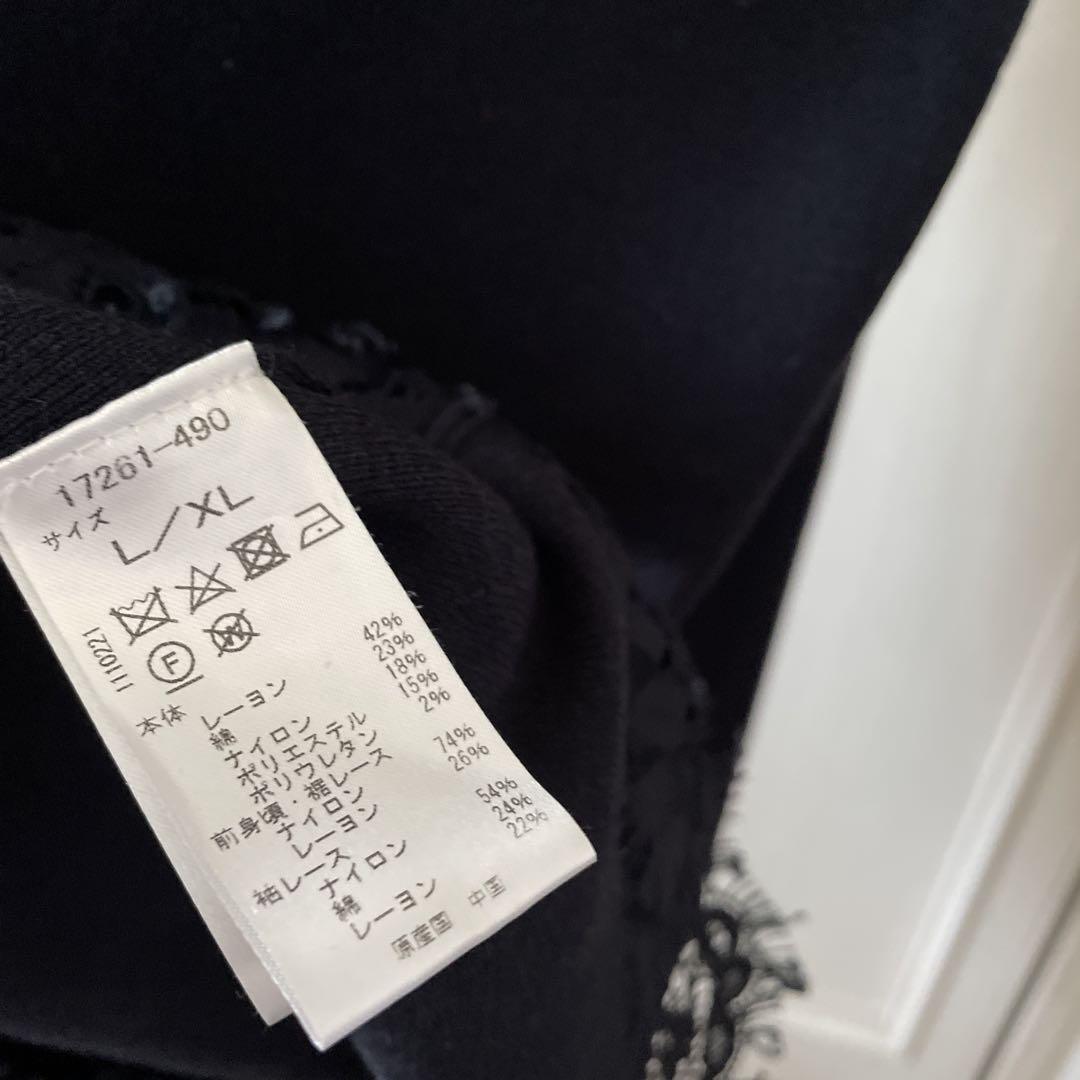 17261-490
サイズ
L/XL
F
W
110221
本体
レーヨン 42%
綿 23%
ナイロン 18%
ポリエステル 15%
ポリウレタン 2%
前身頃・裾レース
ナイロン 74%
レーヨン 26%
袖レース
ナイロン 54%
綿 24%
レーヨン 22%
原産国 中国